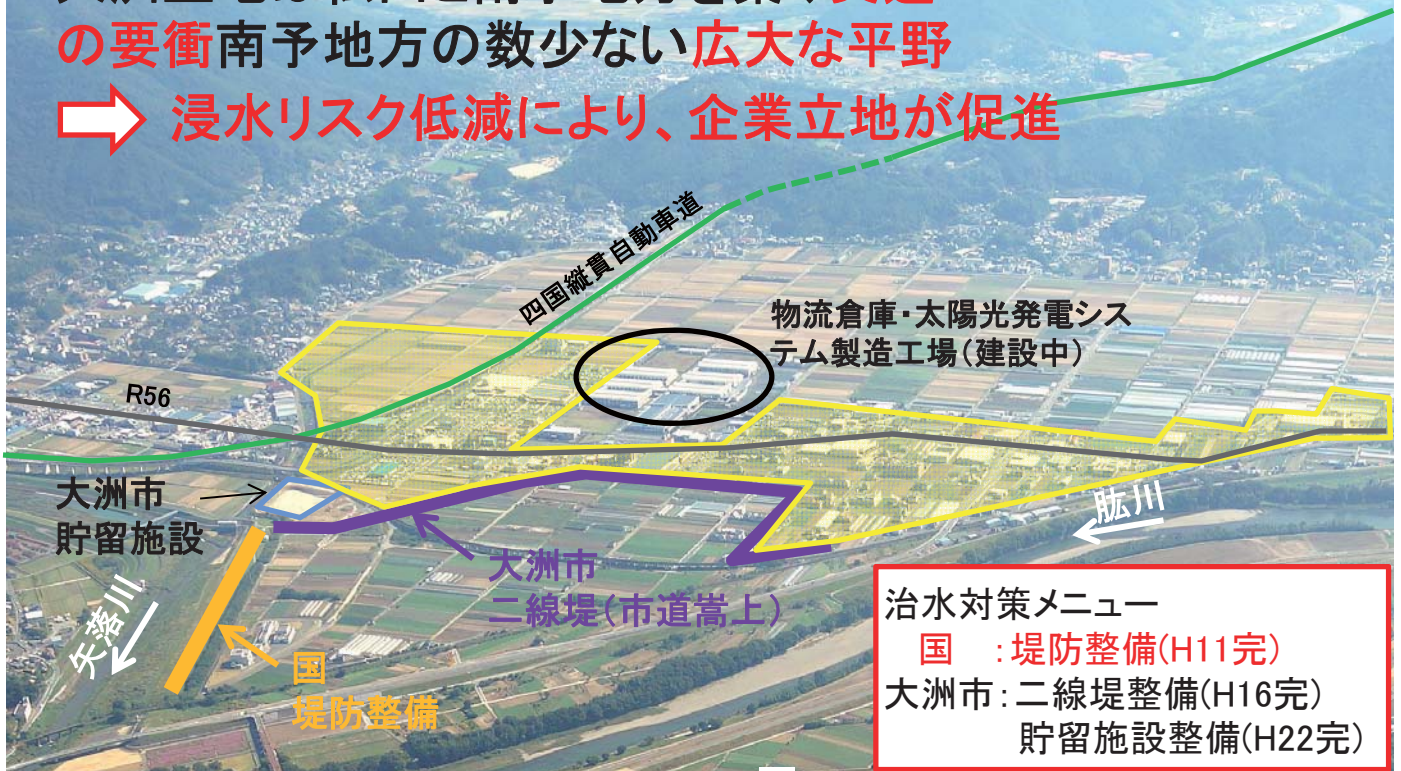 の要衝南予地方の数少ない広大な平野
浸水リスク低減により、企業立地が促進
四国縦貫自動車道
物流倉庫・太陽光発電シス
テム製造工場(建設中)
R56
大洲市
貯留施設
肱川
大洲市
二線堤(市道嵩上)
矢落川
国
堤防整備
治水対策メニュー
国 :堤防整備(H11完)
大洲市:二線堤整備(H16完)
貯留施設整備(H22完)